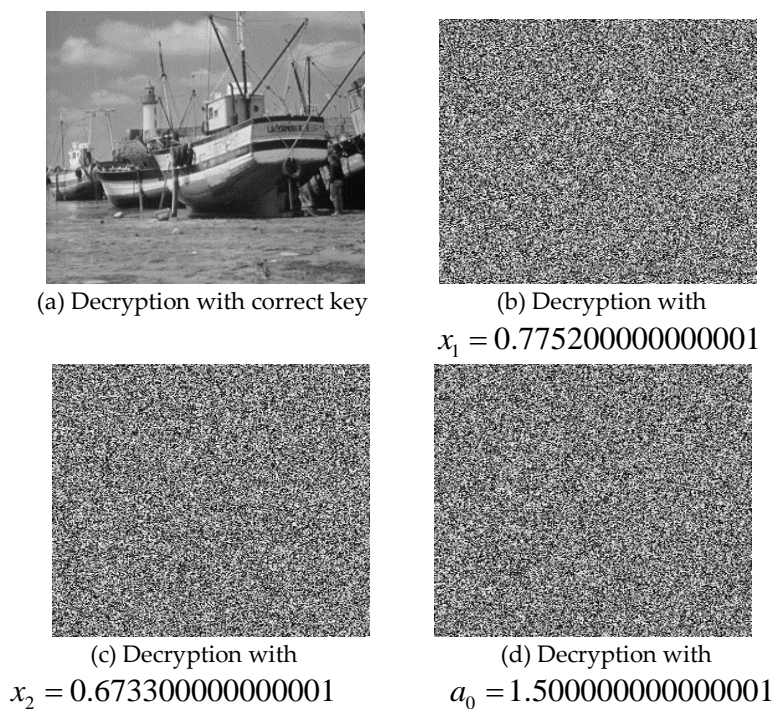 (a) Decryption with correct key
(b) Decryption with
x₁ = 0.775200000000001
(c) Decryption with
x₂ = 0.673300000000001
(d) Decryption with
a₀ = 1.500000000000001